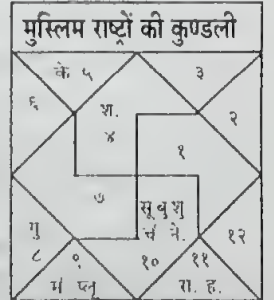 मुस्लिम राष्ट्रों की कुण्डली
के ५
३
६
श.
४
२
१
७
सू बु शु
चं ने.
गु
८
९
१०
११
१२
मं प्लू
रा. ह.